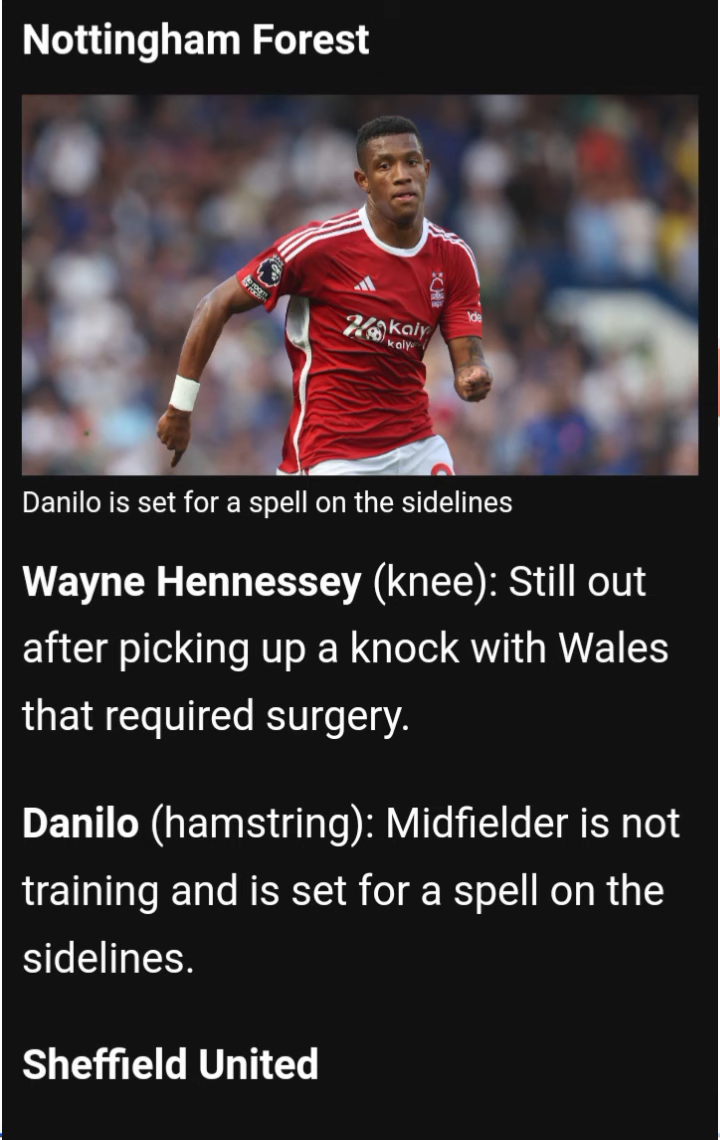 Nottingham Forest
Kaiy
kaiy
Danilo is set for a spell on the sidelines
Wayne Hennessey (knee): Still out
after picking up a knock with Wales
that required surgery.
Danilo (hamstring): Midfielder is not
training and is set for a spell on the
sidelines.
Sheffield United